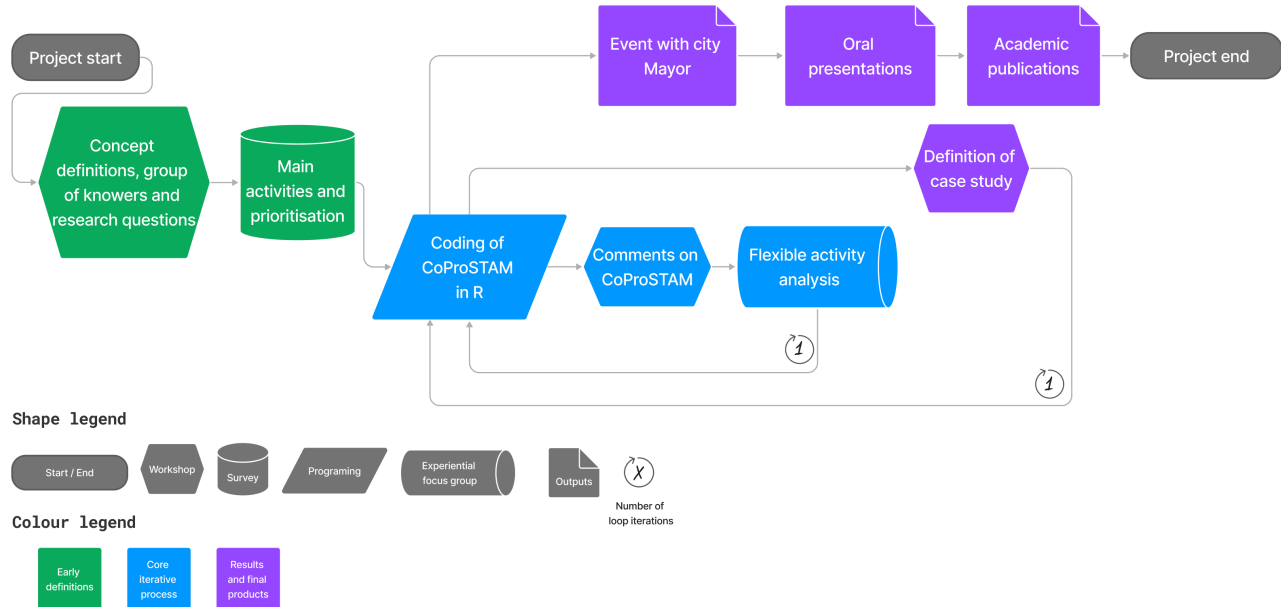 Project start
Event with city
Mayor
Oral
presentations
Academic
publications
Project end
Concept
definitions, group
of knowers and
research questions
Main
activities and
prioritisation
Definition of
case study
Coding of
CoProSTAM
in R
Comments on
CoProSTAM
Flexible activity
analysis
1
1
Shape legend
Start / End
Workshop
Survey
Programing
Experiential
focus group
Outputs
X
Number of
loop iterations
Colour legend
Early
definitions
Core
iterative
process
Results
and final
products